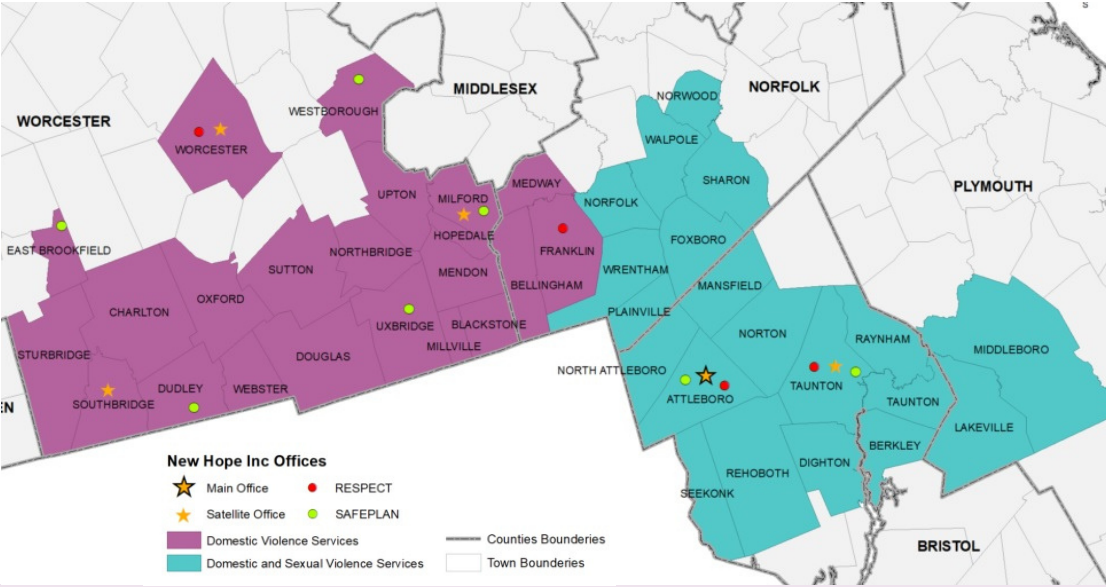 S
NORWOOD
MIDDLESEX
NORFOLK
WESTBOROUGH
WORCESTER
WALPOLE
WORCESTER
SHARON
MEDWAY
PLYMOUTH
UPTON
MILFORD
NORFOLK
HOPEDALE
FOXBORO
EAST BROOKFIELD
NORTHBRIDGE
FRANKLIN
SUTTON
MENDON
WRENTHAM
BELLINGHAM
MANSFIELD
OXFORD
CHARLTON
PLAINVILLE
UXBRIDGE
BLACKSTONE
NORTON
RAYNHAM
MILLVILLE
MIDDLEBORO
STURBRIDGE
DOUGLAS
NORTH ATTLEBORO
DUDLEY
WEBSTER
TAUNTON
ATTLEBORO
TAUNTON
EN
SOUTHBRIDGE
LAKEVILLE
BERKLEY
New Hope Inc Offices
DIGHTON
REHOBOTH
Main Office
RESPECT
SEEKONK
Satellite Office
SAFEPLAN
Domestic Violence Services
Counties Bounderies
BRISTOL
Domestic and Sexual Violence Services
Town Bounderies